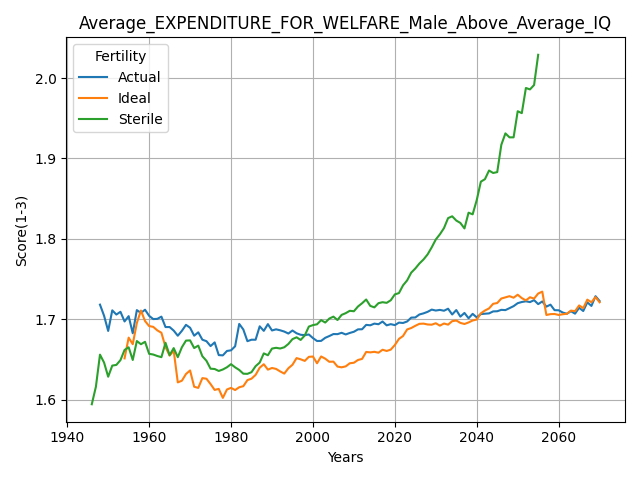 Average_EXPENDITURE_FOR_WELFARE_Male_Above_Average_IQ
Fertility
Actual
Ideal
Sterile
Score(1-3)
2.0
1.9
1.8
1.7
1.6
1940 1960 1980 2000 2020 2040 2060
Years